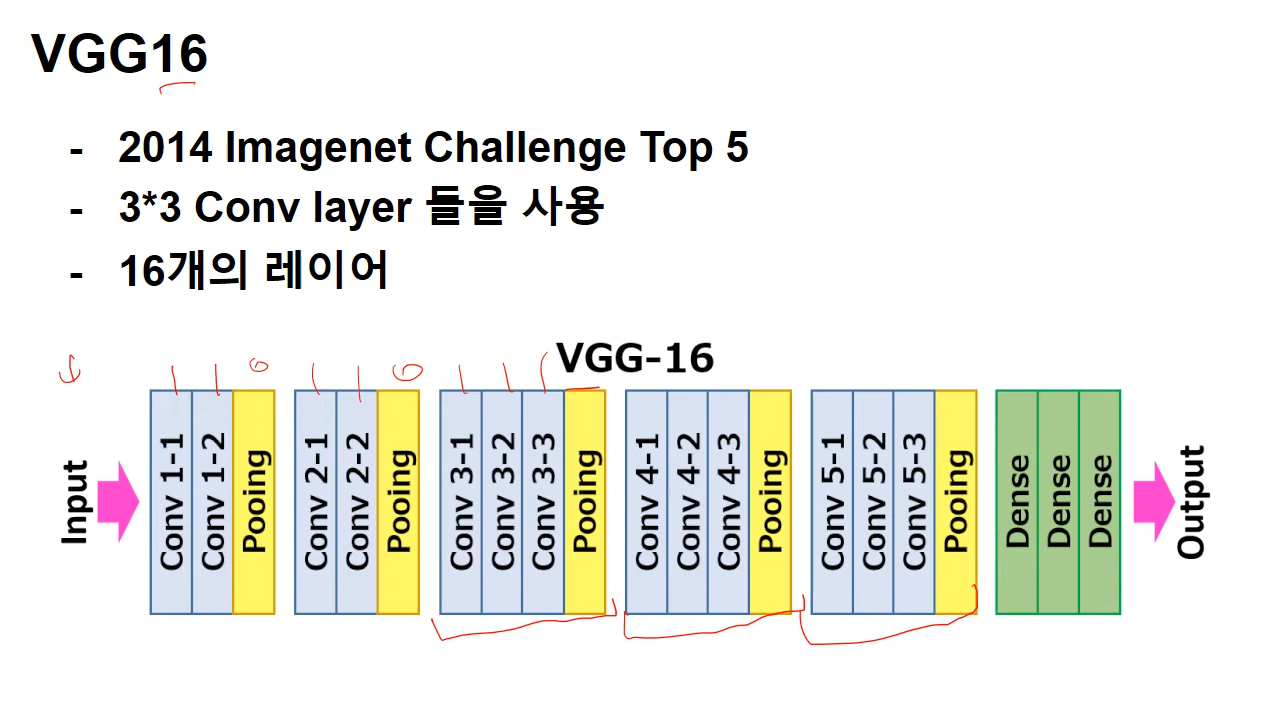 VGG16
- 2014 Imagenet Challenge Top 5
- 3*3 Conv layer 들을 사용
- 16개의 레이어
VGG-16
Input
Conv 1-1
Conv 1-2
Pooing
Conv 2-1
Conv 2-2
Pooing
Conv 3-1
Conv 3-2
Conv 3-3
Pooing
Conv 4-1
Conv 4-2
Conv 4-3
Pooing
Conv 5-1
Conv 5-2
Conv 5-3
Pooing
Dense
Dense
Dense
Output